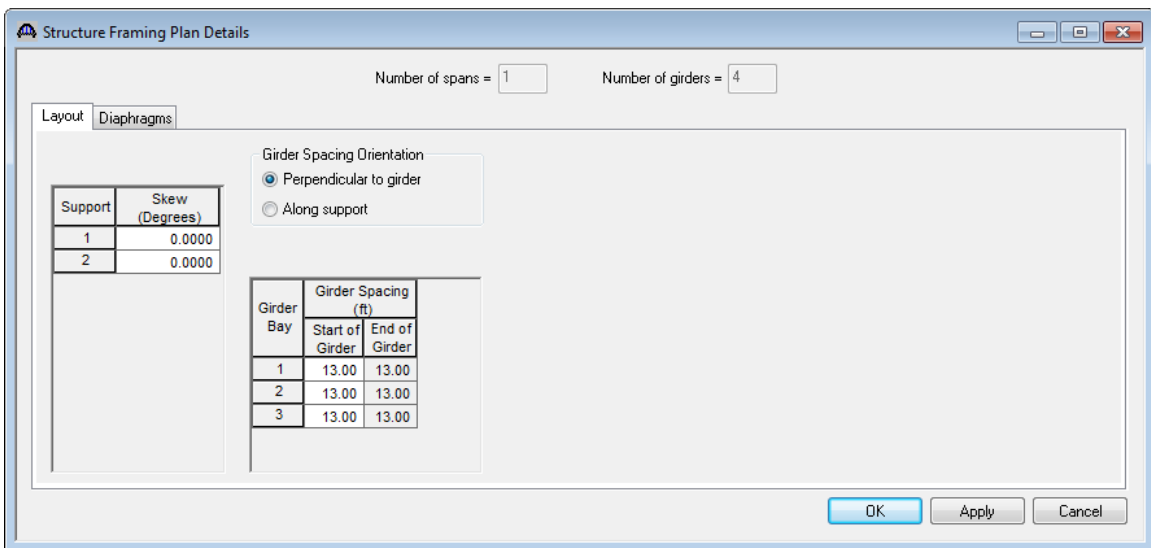 Structure Framing Plan Details
Number of spans = 1 Number of girders = 4
Layout Diaphragms
Girder Spacing Orientation
Perpendicular to girder
Along support
Support Skew (Degrees)
1 0.0000
2 0.0000
Girder Bay Girder Spacing (ft)
Start of Girder End of Girder
1 13.00 13.00
2 13.00 13.00
3 13.00 13.00
OK Apply Cancel